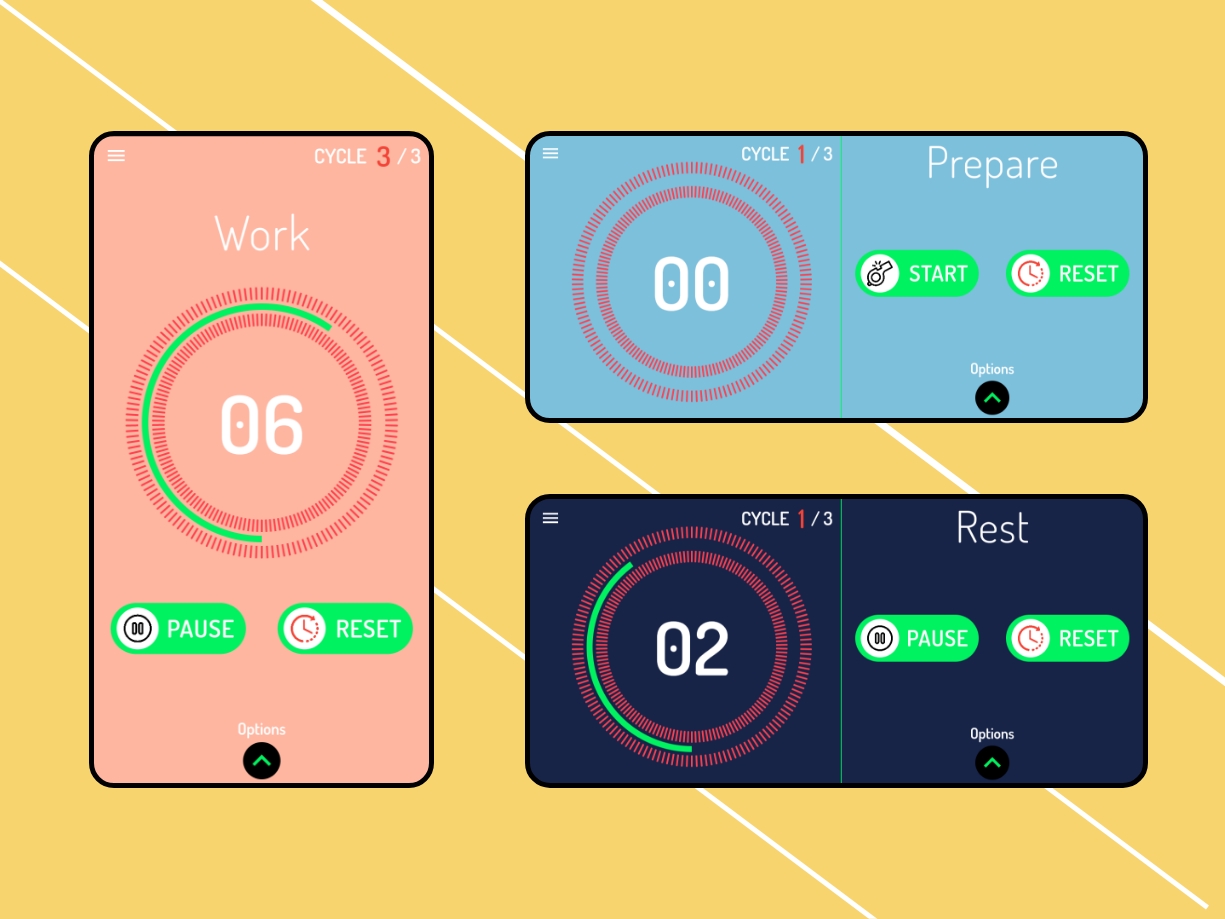 CYCLE 3 / 3
Work
06
PAUSE
RESET
Options
CYCLE 1 / 3
Prepare
00
START
RESET
Options
CYCLE 1 / 3
Rest
02
PAUSE
RESET
Options